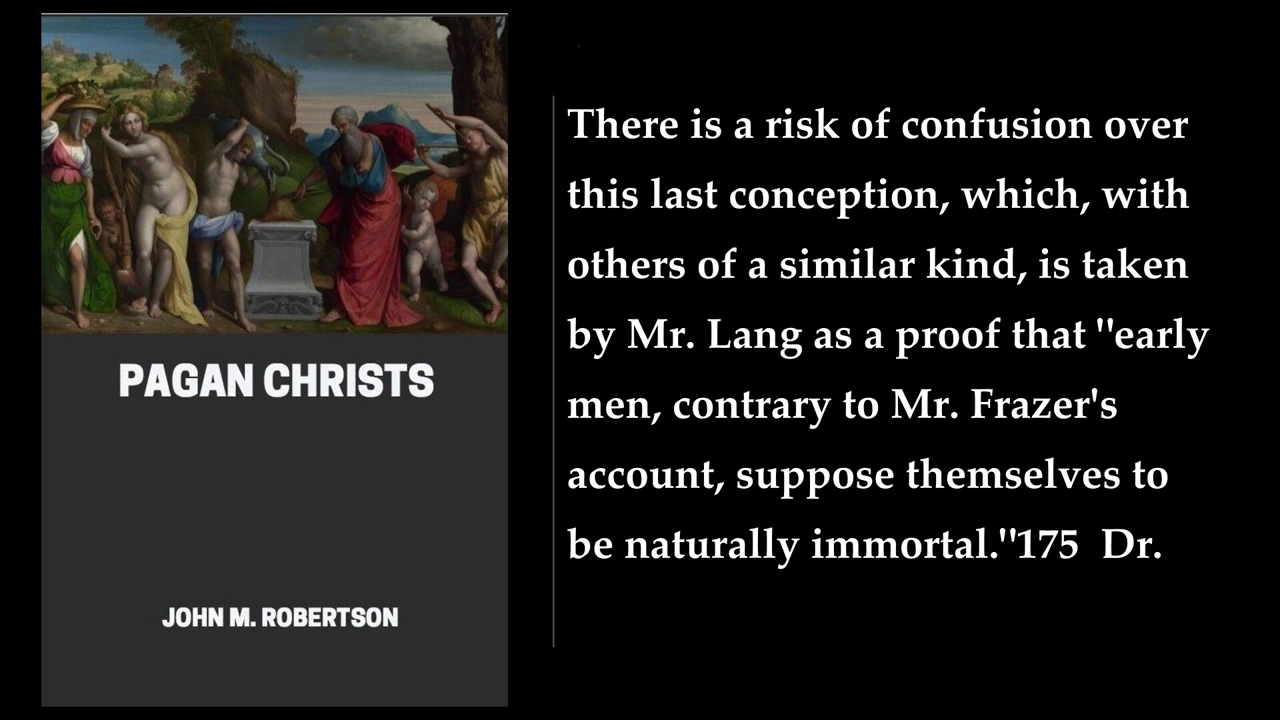 PAGAN CHRISTS
JOHN M. ROBERTSON
There is a risk of confusion over
this last conception, which, with
others of a similar kind, is taken
by Mr. Lang as a proof that "early
men, contrary to Mr. Frazer's
account, suppose themselves to
be naturally immortal."175  Dr.